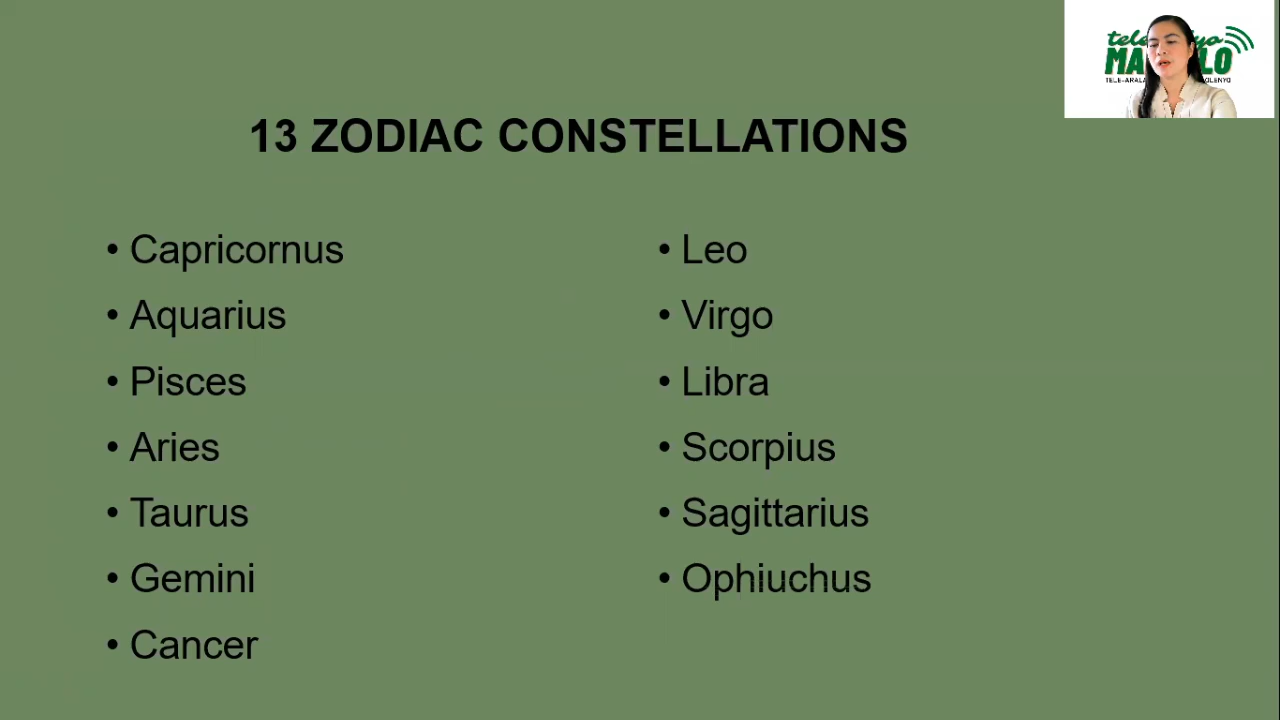 13 ZODIAC CONSTELLATIONS
• Capricornus
• Aquarius
• Pisces
• Aries
• Taurus
• Gemini
• Cancer
• Leo
• Virgo
• Libra
• Scorpius
• Sagittarius
• Ophiuchus